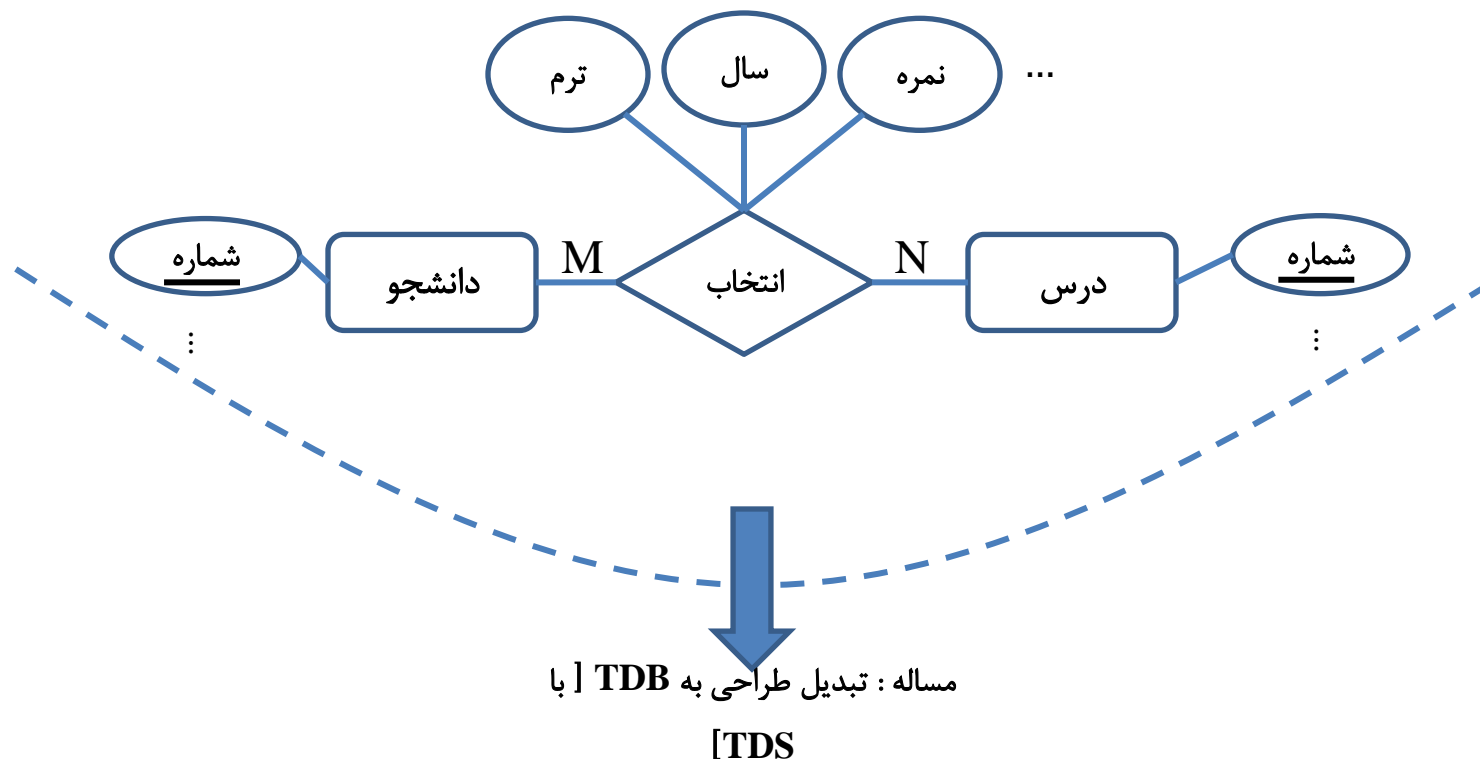 ترم
سال
نمره
...
شماره
دانشجو
M
انتخاب
N
درس
شماره
...
...
مساله : تبدیل طراحی به TDB [ با
TDS]